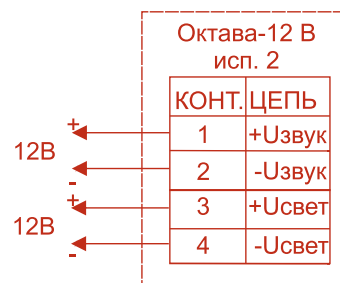 Октава-12 В
исп. 2
КОНТ. ЦЕПЬ
+ 1 +Uзвук
12В
- 2 -Uзвук
+ 3 +Uсвет
12В
- 4 -Uсвет